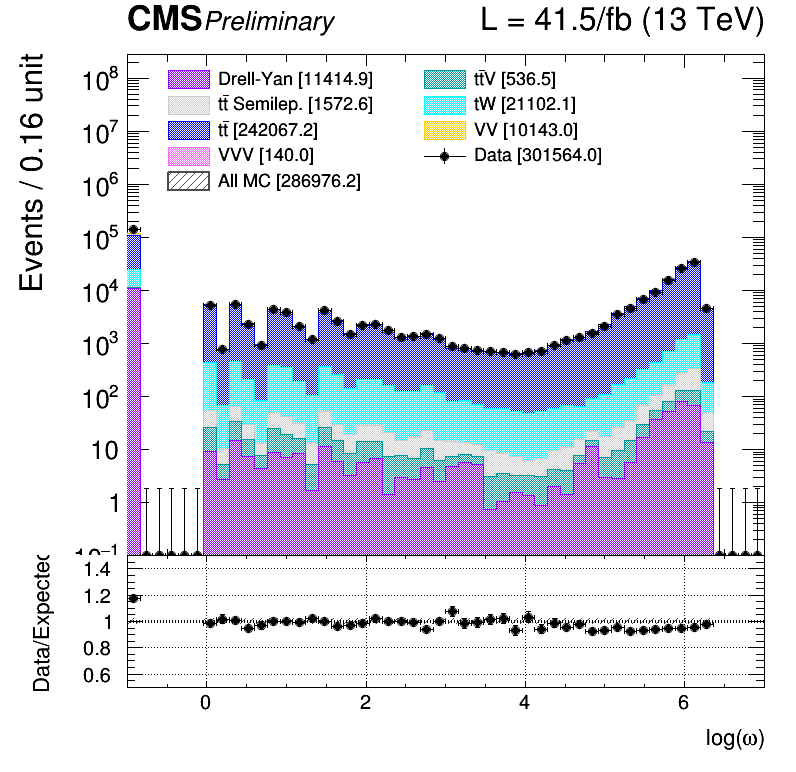 CMS Preliminary L = 41.5/fb (13 TeV)
Events / 0.16 unit
Drell-Yan [11414.9]
tt̄ Semilep. [1572.6]
tt̄ [242067.2]
VVV [140.0]
All MC [286976.2]
tt̄V [536.5]
tW [21102.1]
VV [10143.0]
Data [301564.0]
10⁸
10⁷
10⁶
10⁵
10⁴
10³
10²
10
1
10⁻¹
Data/Expected
1.4
1.2
1
0.8
0.6
0 2 4 6
log(ω)